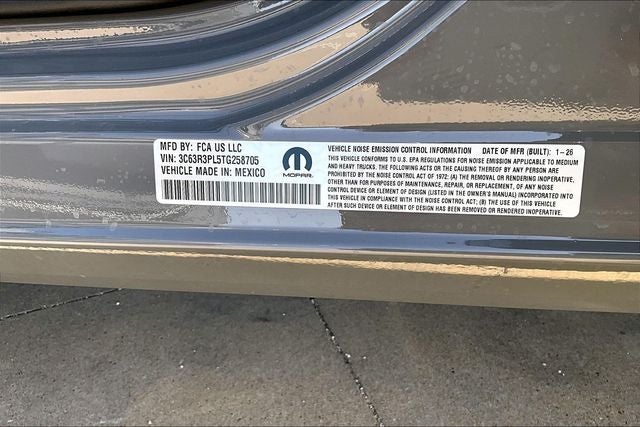 MFD BY: FCA US LLC
VIN: 3C63R3PL5TG258705
VEHICLE MADE IN: MEXICO
MOPAR
VEHICLE NOISE EMISSION CONTROL INFORMATION DATE OF MFR (BUILT): 1-26
THIS VEHICLE CONFORMS TO U.S. EPA REGULATIONS FOR NOISE EMISSION APPLICABLE TO MEDIUM
AND HEAVY TRUCKS. THE FOLLOWING ACTS OR THE CAUSING THEREOF BY ANY PERSON ARE
PROHIBITED BY THE NOISE CONTROL ACT OF 1972: (A) THE REMOVAL OR RENDERING INOPERATIVE,
OTHER THAN FOR PURPOSES OF MAINTENANCE, REPAIR, OR REPLACEMENT, OF ANY NOISE
CONTROL DEVICE OR ELEMENT OF DESIGN (LISTED IN THE OWNER'S MANUAL) INCORPORATED INTO
THIS VEHICLE IN COMPLIANCE WITH THE NOISE CONTROL ACT; (B) THE USE OF THIS VEHICLE
AFTER SUCH DEVICE OR ELEMENT OF DESIGN HAS BEEN REMOVED OR RENDERED INOPERATIVE.